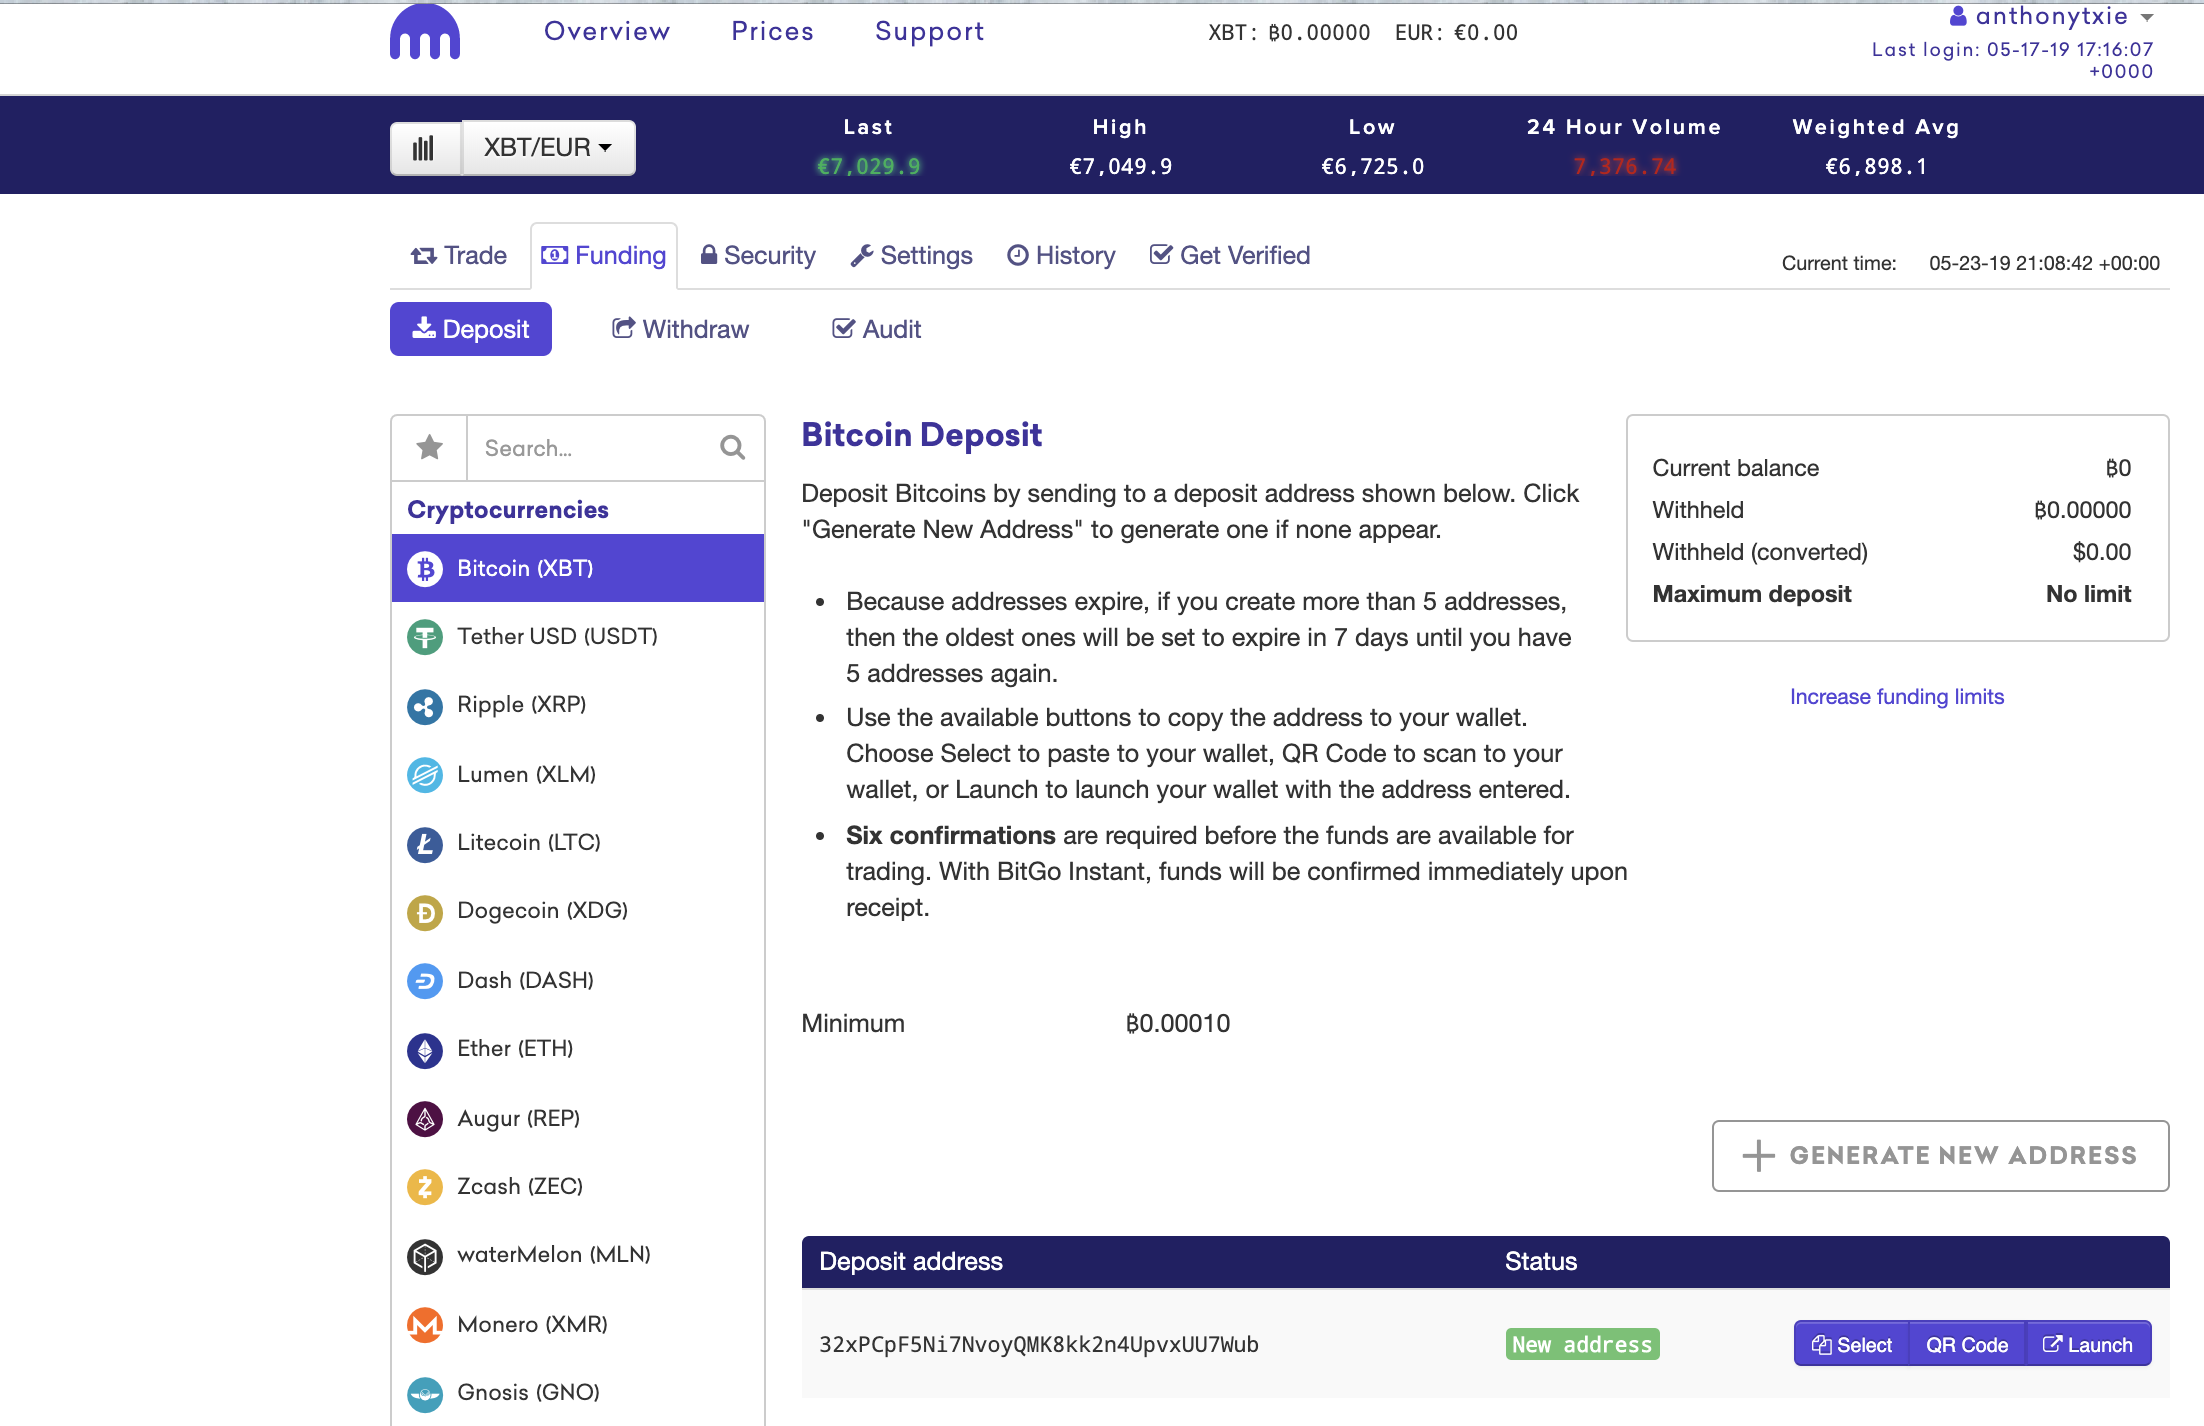 Overview Prices Support XBT: ฿0.00000 EUR: €0.00 anthonytxie
Last login: 05-17-19 17:16:07
+0000
XBT/EUR
Last High Low 24 Hour Volume Weighted Avg
€7,029.9 €7,049.9 €6,725.0 7,376.74 €6,898.1
Trade Funding Security Settings History Get Verified Current time: 05-23-19 21:08:42 +00:00
Deposit Withdraw Audit
Search...
Cryptocurrencies
Bitcoin (XBT)
Tether USD (USDT)
Ripple (XRP)
Lumen (XLM)
Litecoin (LTC)
Dogecoin (XDG)
Dash (DASH)
Ether (ETH)
Augur (REP)
Zcash (ZEC)
waterMelon (MLN)
Monero (XMR)
Gnosis (GNO)
Bitcoin Deposit
Deposit Bitcoins by sending to a deposit address shown below. Click
"Generate New Address" to generate one if none appear.
• Because addresses expire, if you create more than 5 addresses,
then the oldest ones will be set to expire in 7 days until you have
5 addresses again.
• Use the available buttons to copy the address to your wallet.
Choose Select to paste to your wallet, QR Code to scan to your
wallet, or Launch to launch your wallet with the address entered.
• Six confirmations are required before the funds are available for
trading. With BitGo Instant, funds will be confirmed immediately upon
receipt.
Minimum ฿0.00010
Current balance ฿0
Withheld ฿0.00000
Withheld (converted) $0.00
Maximum deposit No limit
Increase funding limits
GENERATE NEW ADDRESS
Deposit address Status
32xPCpF5Ni7NvoyQMK8kk2n4UpvxUU7Wub New address Select QR Code Launch